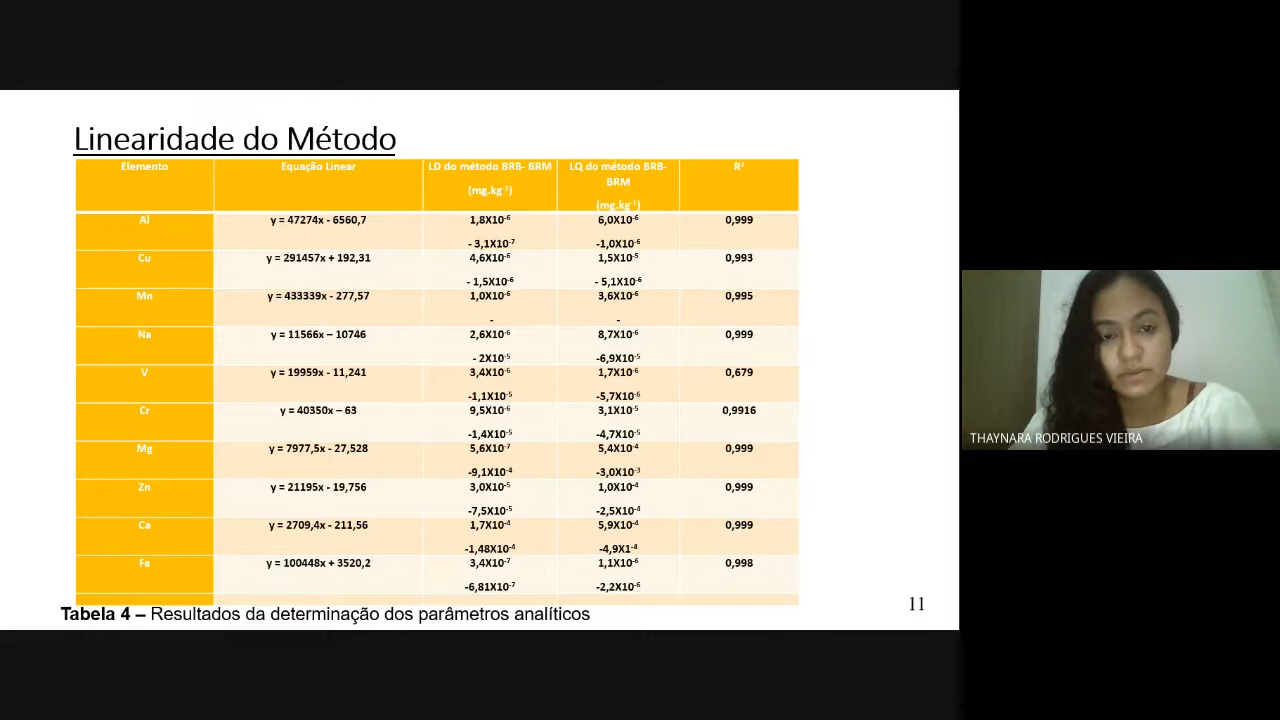 Linearidade do Método
Elemento Equação Linear LD do método BRB- BRM (mg.kg⁻¹) LQ do método BRB- BRM (mg.kg⁻¹) R²
Al y = 47274x - 6560,7 1,8X10⁻⁶ 6,0X10⁻⁶ 0,999
- 3,1X10⁻⁷ -1,0X10⁻⁶
Cu y = 291457x + 192,31 4,6X10⁻⁶ 1,5X10⁻⁵ 0,993
- 1,5X10⁻⁶ - 5,1X10⁻⁶
Mn y = 433339x - 277,57 1,0X10⁻⁶ 3,6X10⁻⁶ 0,995
- -
Na y = 11566x – 10746 2,6X10⁻⁶ 8,7X10⁻⁶ 0,999
- 2X10⁻⁵ -6,9X10⁻⁵
V y = 19959x - 11,241 3,4X10⁻⁶ 1,7X10⁻⁶ 0,679
-1,1X10⁻⁵ -5,7X10⁻⁶
Cr y = 40350x – 63 9,5X10⁻⁶ 3,1X10⁻⁵ 0,9916
-1,4X10⁻⁵ -4,7X10⁻⁵
Mg y = 7977,5x - 27,528 5,6X10⁻⁷ 5,4X10⁻⁴ 0,999
-9,1X10⁻⁴ -3,0X10⁻³
Zn y = 21195x - 19,756 3,0X10⁻⁵ 1,0X10⁻⁴ 0,999
-7,5X10⁻⁵ -2,5X10⁻⁴
Ca y = 2709,4x - 211,56 1,7X10⁻⁴ 5,9X10⁻⁴ 0,999
-1,48X10⁻⁴ -4,9X1⁻⁴
Fe y = 100448x + 3520,2 3,4X10⁻⁷ 1,1X10⁻⁶ 0,998
-6,81X10⁻⁷ -2,2X10⁻⁶
Tabela 4 – Resultados da determinação dos parâmetros analíticos
11
THAYNARA RODRIGUES VIEIRA